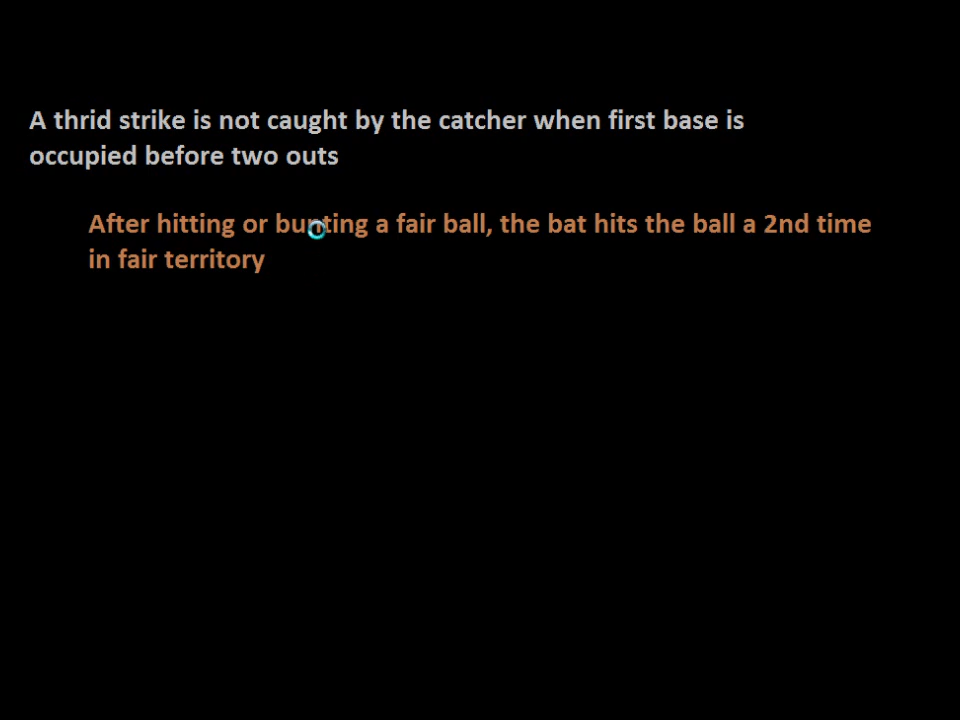 A thrid strike is not caught by the catcher when first base is
occupied before two outs
After hitting or bunting a fair ball, the bat hits the ball a 2nd time
in fair territory